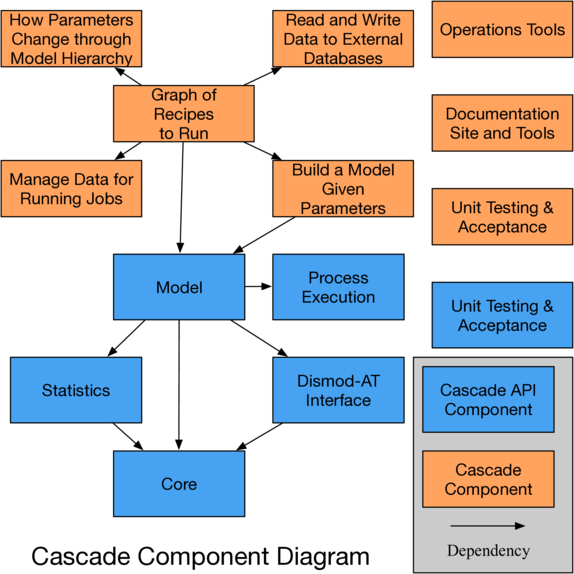 How Parameters
Change through
Model Hierarchy
Read and Write
Data to External
Databases
Operations Tools
Graph of
Recipes
to Run
Documentation
Site and Tools
Manage Data for
Running Jobs
Build a Model
Given
Parameters
Unit Testing &
Acceptance
Model
Process
Execution
Unit Testing &
Acceptance
Statistics
Dismod-AT
Interface
Cascade API
Component
Core
Cascade
Component
Dependency
Cascade Component Diagram